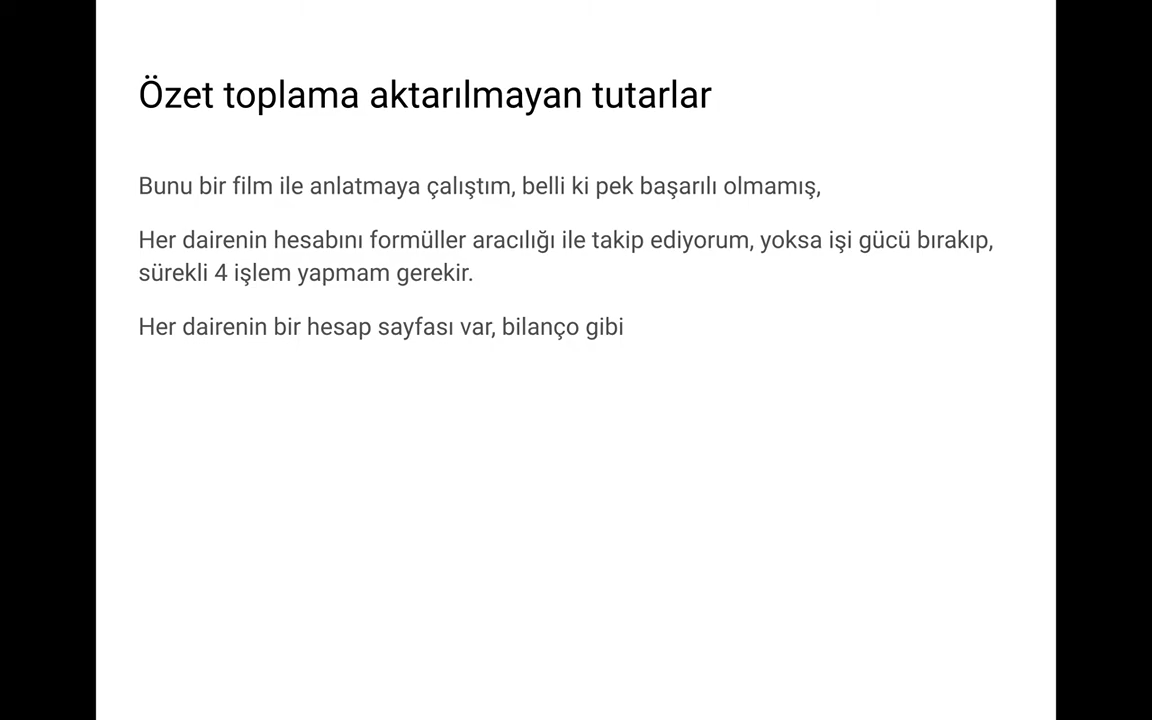 Özet toplama aktarılmayan tutarlar
Bunu bir film ile anlatmaya çalıştım, belli ki pek başarılı olmamış,
Her dairenin hesabını formüller aracılığı ile takip ediyorum, yoksa işi gücü bırakıp,
sürekli 4 işlem yapmam gerekir.
Her dairenin bir hesap sayfası var, bilanço gibi